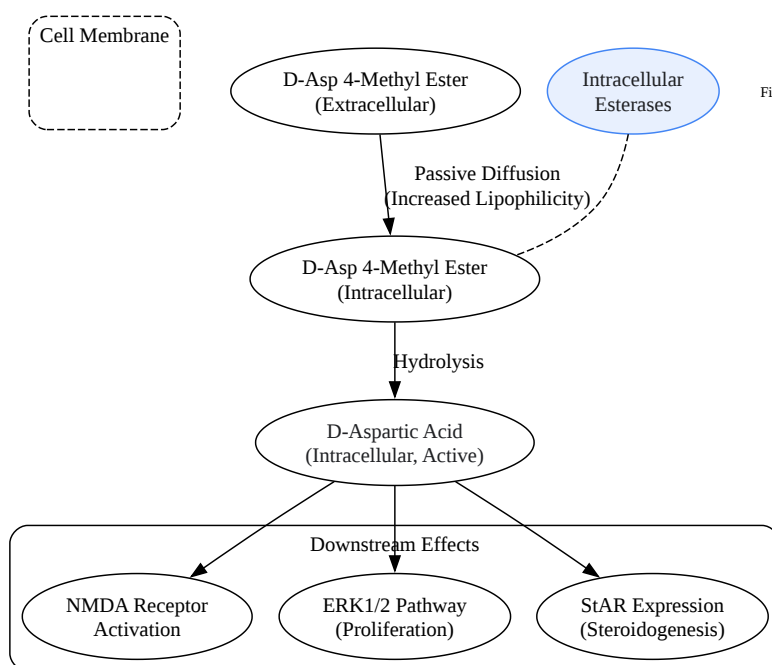 Cell Membrane
D-Asp 4-Methyl Ester
(Extracellular)
Intracellular
Esterases
Fi
Passive Diffusion
(Increased Lipophilicity)
D-Asp 4-Methyl Ester
(Intracellular)
Hydrolysis
D-Aspartic Acid
(Intracellular, Active)
Downstream Effects
NMDA Receptor
Activation
ERK1/2 Pathway
(Proliferation)
StAR Expression
(Steroidogenesis)